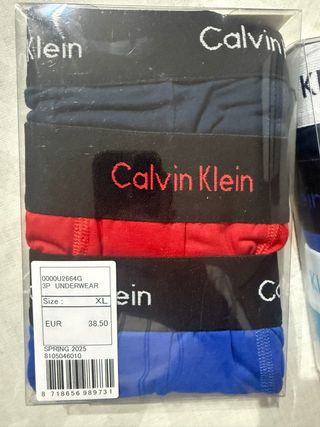 Klein Calvin
Calvin Klein
Klein
0000U2664G
3P UNDERWEAR
Size : XL
EUR 38.50
SPRING 2025
8105046010
8 718656 989731